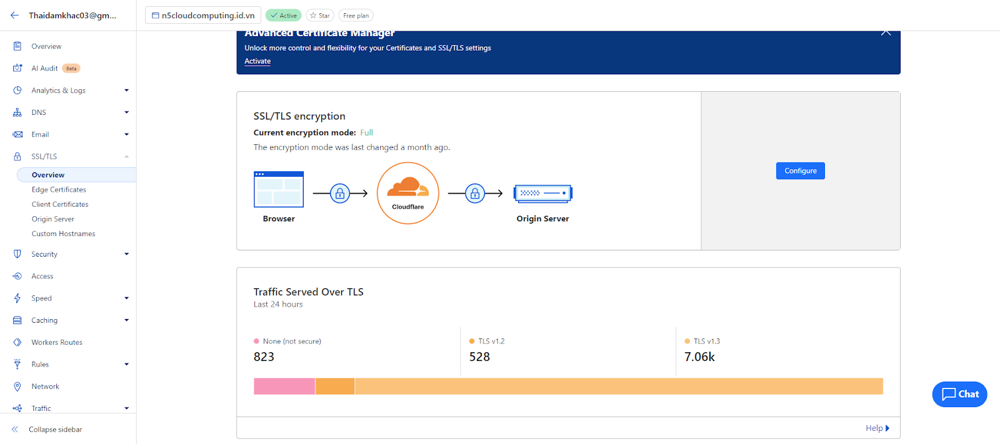 Thaidamkhac03@gm...
n5cloudcomputing.id.vn
Active
Star
Free plan
Overview
AI Audit
Beta
Analytics & Logs
DNS
Email
SSL/TLS
Overview
Edge Certificates
Client Certificates
Origin Server
Custom Hostnames
Security
Access
Speed
Caching
Workers Routes
Rules
Network
Traffic
Collapse sidebar
Advanced Certificate Manager
Unlock more control and flexibility for your Certificates and SSL/TLS settings
Activate
SSL/TLS encryption
Current encryption mode: Full
The encryption mode was last changed a month ago.
Cloudflare
Browser
Origin Server
Configure
Traffic Served Over TLS
Last 24 hours
None (not secure)
823
TLS v1.2
528
TLS v1.3
7.06k
Help
Chat